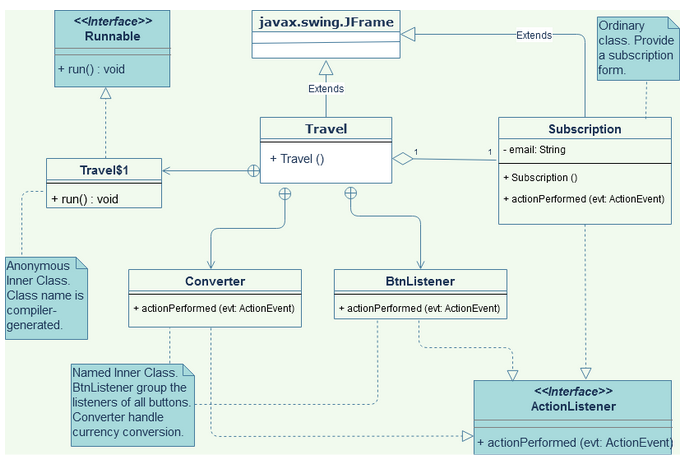 <<Interface>>
Runnable
+ run() : void
javax.swing.JFrame
Extends
Ordinary
class. Provide
a subscription
form.
Extends
Travel
+ Travel ()
1
1
Subscription
- email: String
+ Subscription ()
+ actionPerformed (evt: ActionEvent)
Travel$1
+ run() : void
Anonymous
Inner Class.
Class name is
compiler-
generated.
Converter
+ actionPerformed (evt: ActionEvent)
BtnListener
+ actionPerformed (evt: ActionEvent)
Named Inner Class.
BtnListener group the
listeners of all buttons.
Converter handle
currency conversion.
<<Interface>>
ActionListener
+ actionPerformed (evt: ActionEvent)